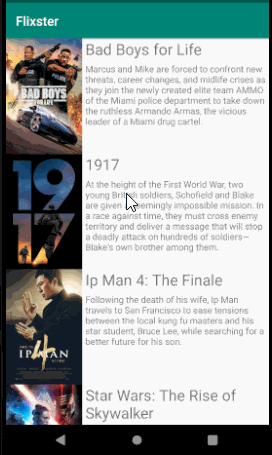 Flixster
Bad Boys for Life
Marcus and Mike are forced to confront new
threats, career changes, and midlife crises as
they join the newly created elite team AMMO
of the Miami police department to take down
the ruthless Armando Armas, the vicious
leader of a Miami drug cartel.
BAD BOYS
FOR LIFE
1917
At the height of the First World War, two
young British soldiers, Schofield and Blake
are given a seemingly impossible mission. In
a race against time, they must cross enemy
territory and deliver a message that will stop
a deadly attack on hundreds of soldiers—
Blake's own brother among them.
19
17
Ip Man 4: The Finale
Following the death of his wife, Ip Man
travels to San Francisco to ease tensions
between the local kung fu masters and his
star student, Bruce Lee, while searching for a
better future for his son.
IP MAN
4
Star Wars: The Rise of
Skywalker